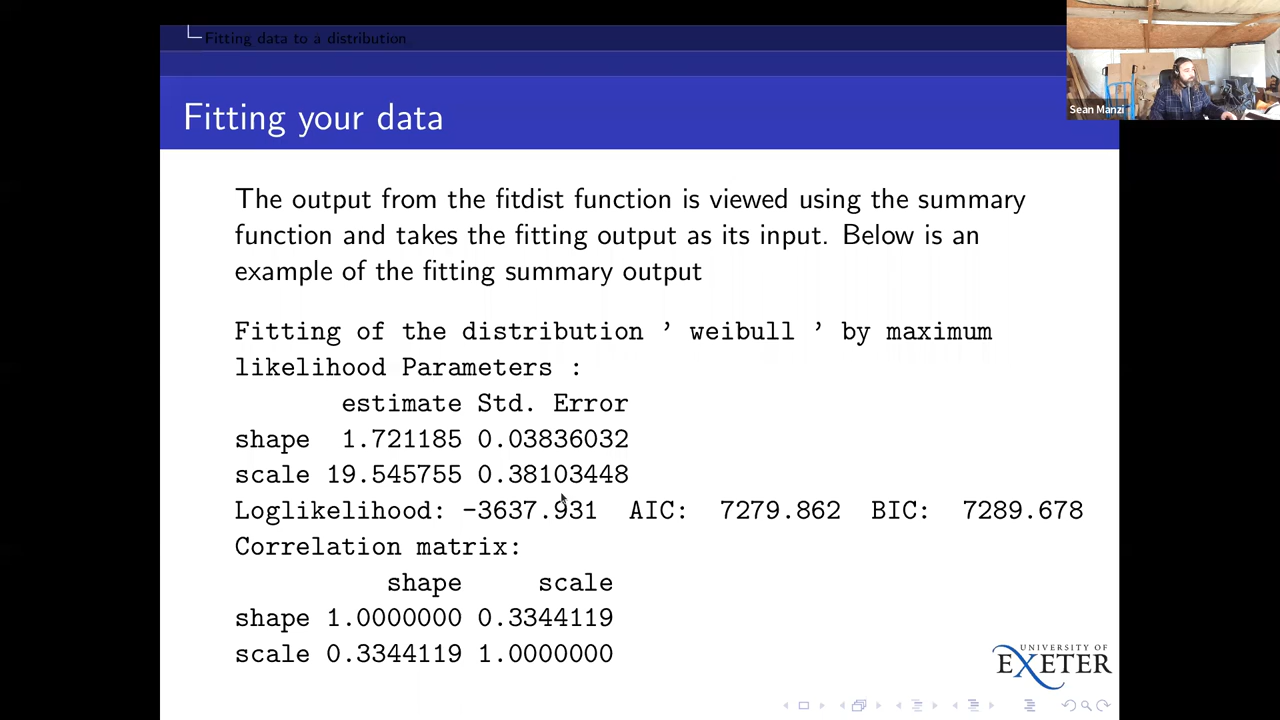 Fitting data to a distribution
Sean Manzi
Fitting your data
The output from the fitdist function is viewed using the summary
function and takes the fitting output as its input. Below is an
example of the fitting summary output
Fitting of the distribution ’ weibull ’ by maximum
likelihood Parameters :
estimate Std. Error
shape 1.721185 0.03836032
scale 19.545755 0.38103448
Loglikelihood: -3637.931 AIC: 7279.862 BIC: 7289.678
Correlation matrix:
shape scale
shape 1.0000000 0.3344119
scale 0.3344119 1.0000000
UNIVERSITY OF
EXETER